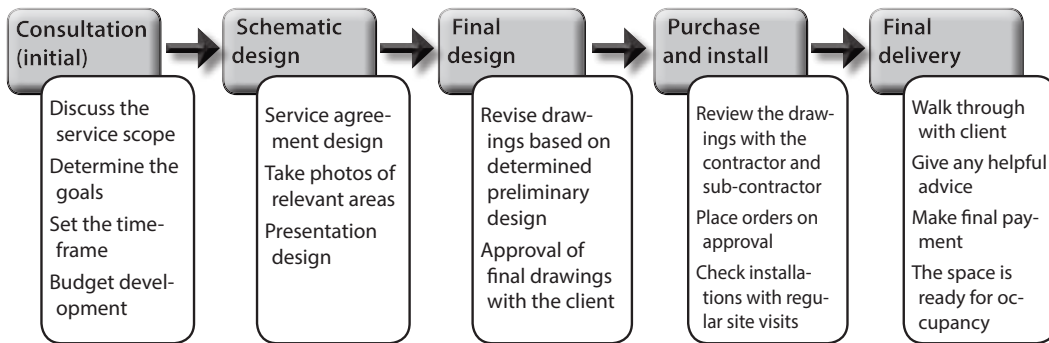 Consultation
(initial)
Discuss the
service scope
Determine the
goals
Set the time-
frame
Budget devel-
opment
Schematic
design
Service agree-
ment design
Take photos of
relevant areas
Presentation
design
Final
design
Revise draw-
ings based on
determined
preliminary
design
Approval of
final drawings
with the client
Purchase
and install
Review the draw-
ings with the
contractor and
sub-contractor
Place orders on
approval
Check installa-
tions with regu-
lar site visits
Final
delivery
Walk through
with client
Give any helpful
advice
Make final pay-
ment
The space is
ready for oc-
cupancy